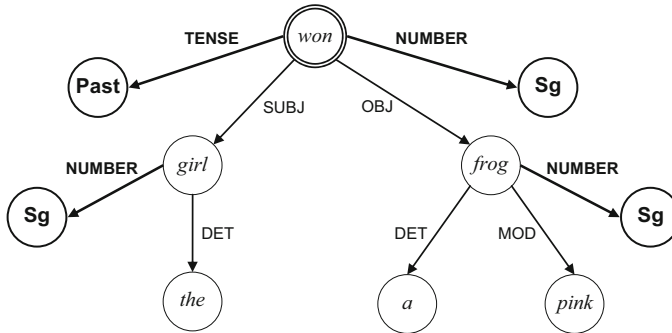 won
TENSE NUMBER
Past Sg
SUBJ OBJ
girl frog
NUMBER NUMBER
Sg Sg
DET DET MOD
the a pink